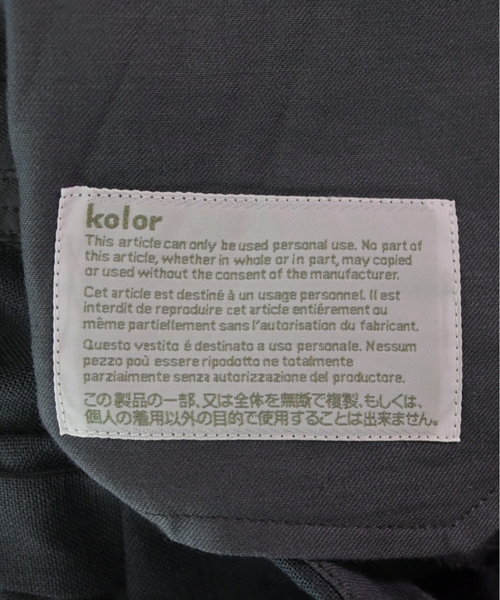 kolor
This article can only be used personal use. No part of
this article, whether in whole or in part, may copied
or used without the consent of the manufacturer.
Cet article est destiné à un usage personnel. Il est
interdit de reproduire cet article entiérement ou
même partiellement sans l'autorisation du fabricant.
Questo vestito é destinato a uso personale. Nessum
pezzo poù essere ripodotto ne totalmente
parziaimente senza autorizzazione del productore.
この製品の一部、又は全体を無断で複製、もしくは、
個人の着用以外の目的で使用することは出来ません。